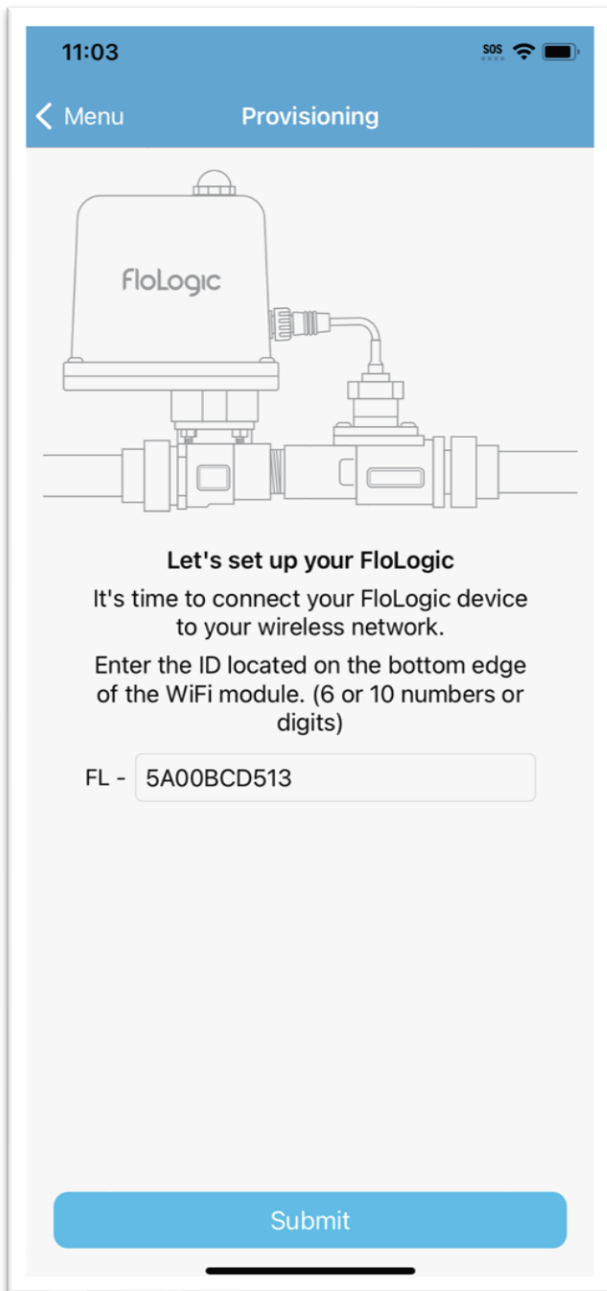 11:03
SOS
Menu
Provisioning
FloLogic
Let's set up your FloLogic
It's time to connect your FloLogic device
to your wireless network.
Enter the ID located on the bottom edge
of the WiFi module. (6 or 10 numbers or
digits)
FL - 5A00BCD513
Submit